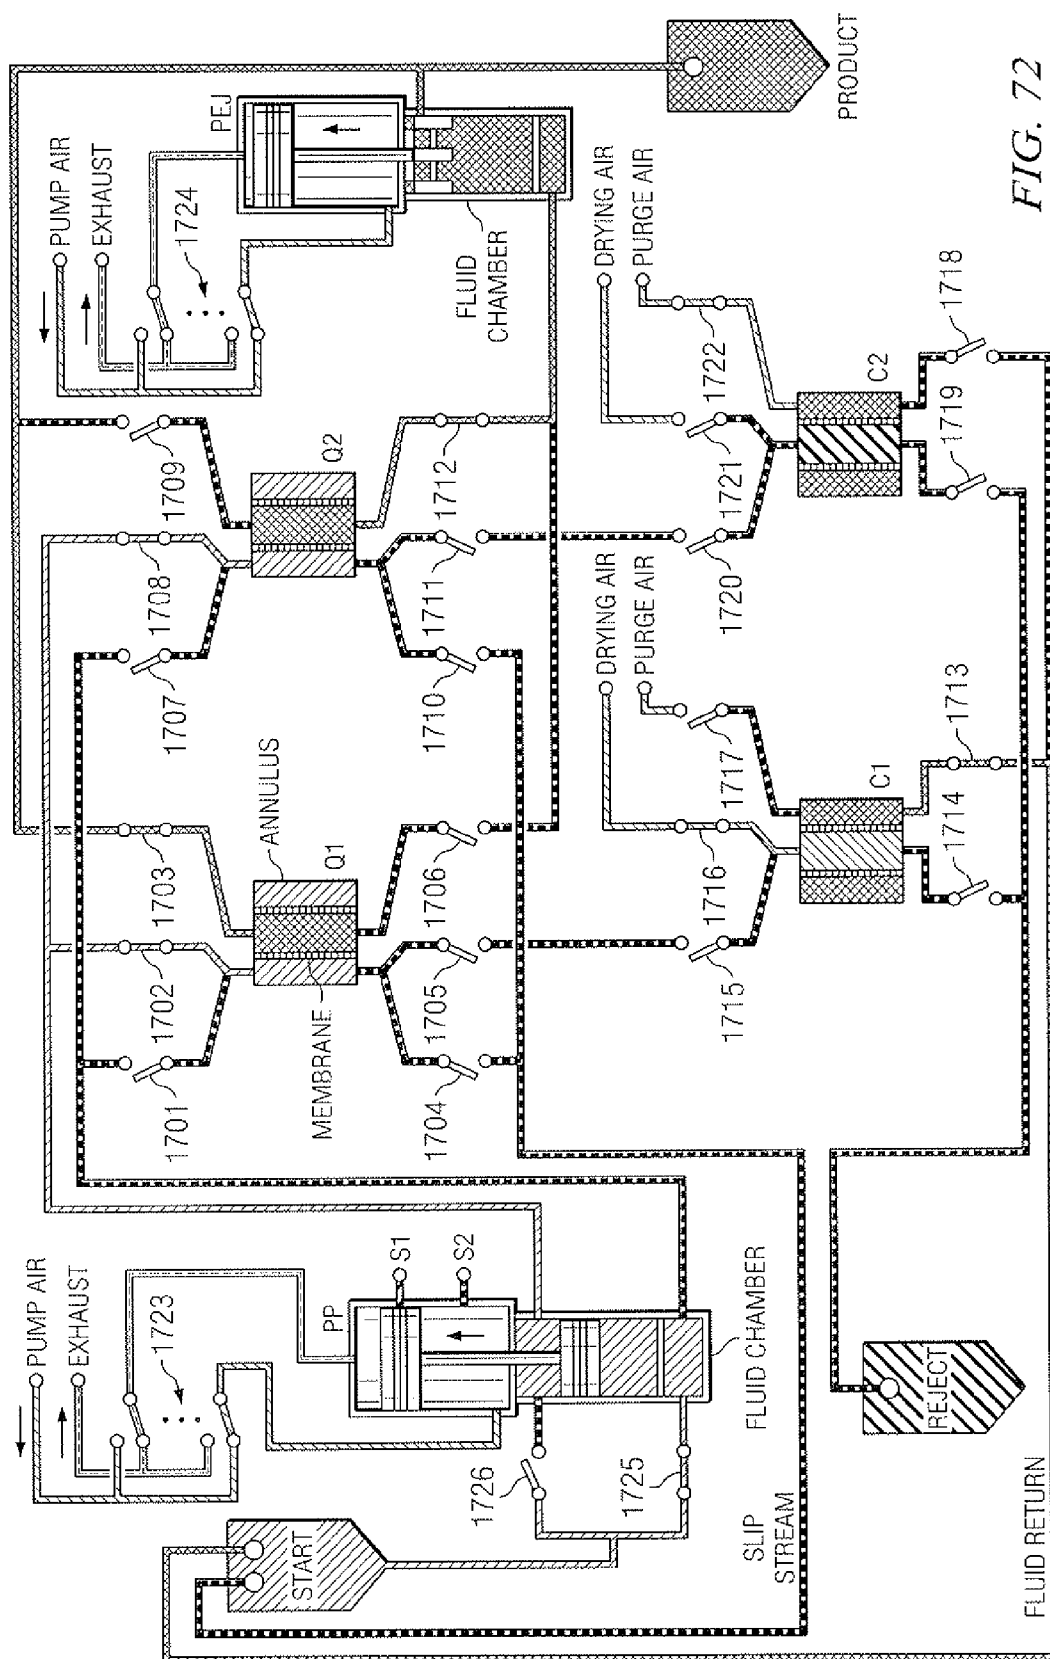 PUMP AIR
EXHAUST
1723
PP
S1
S2
START
1726
1725
SLIP
STREAM
FLUID CHAMBER
REJECT
FLUID RETURN
1701
1702
1703
MEMBRANE
ANNULUS
Q1
1704
1705
1706
1707
1708
1709
Q2
1710
1711
1712
PUMP AIR
EXHAUST
1724
PEJ
FLUID
CHAMBER
PRODUCT
DRYING AIR
PURGE AIR
1715
1716
1717
C1
1714
1713
DRYING AIR
PURGE AIR
1720
1721
1722
C2
1719
1718
FIG. 72